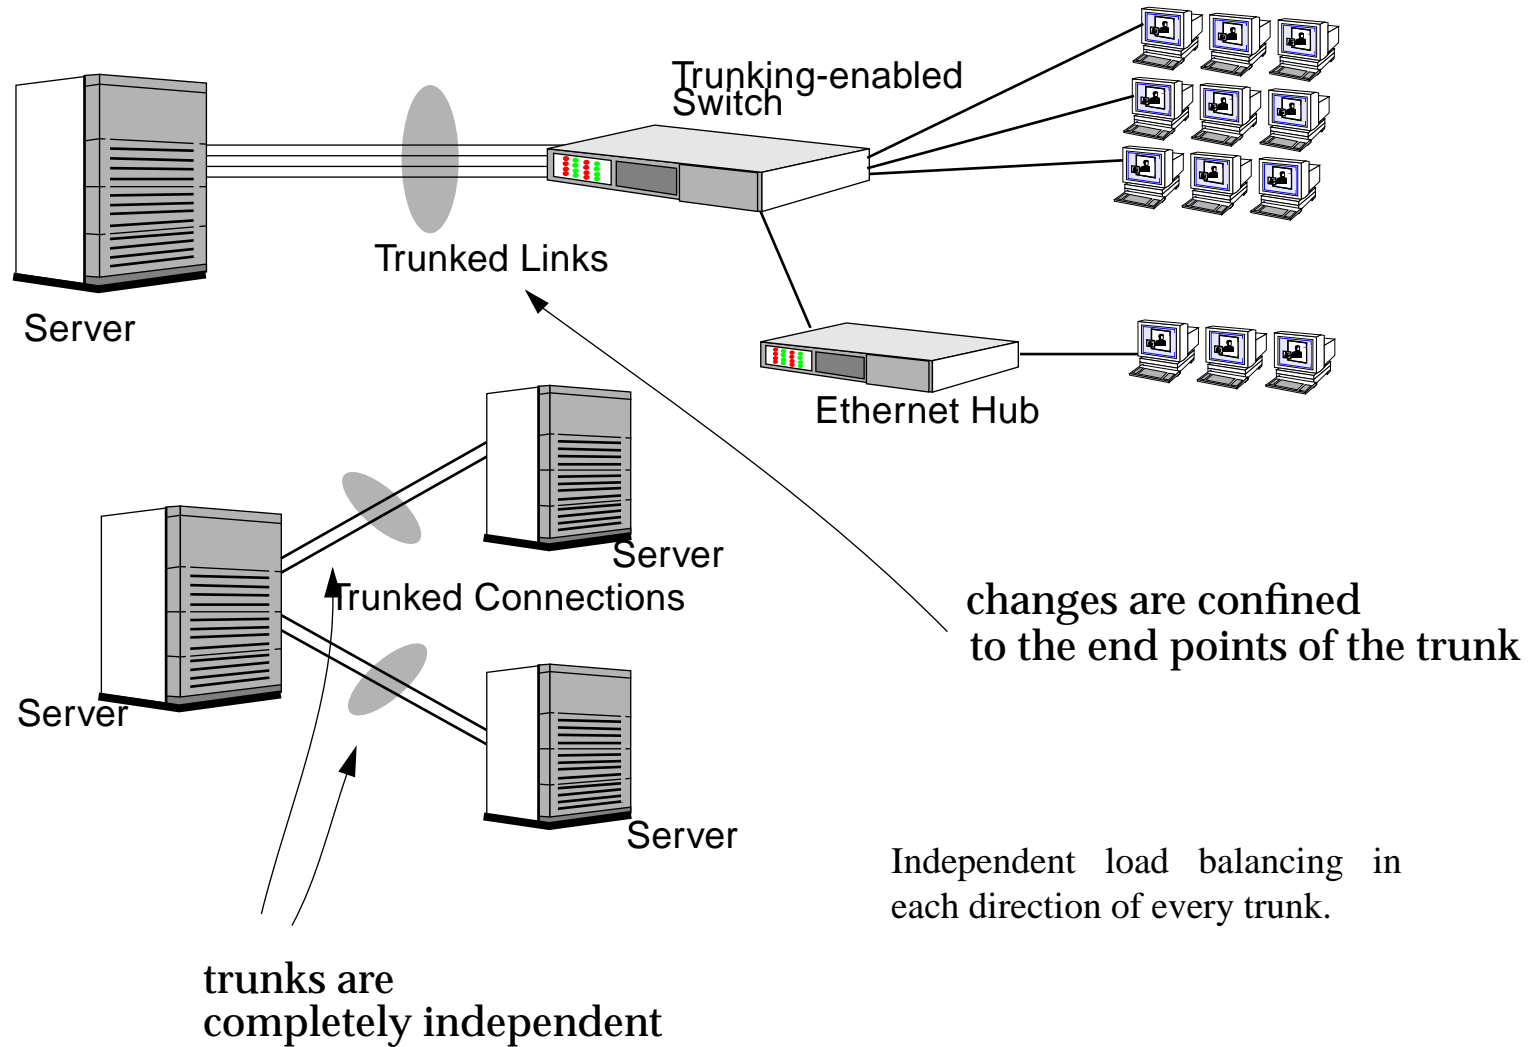 Trunking-enabled
Switch
Trunked Links
Server
Ethernet Hub
Server
Trunked Connections
changes are confined
to the end points of the trunk
Server
Server
Independent load balancing in
each direction of every trunk.
trunks are
completely independent